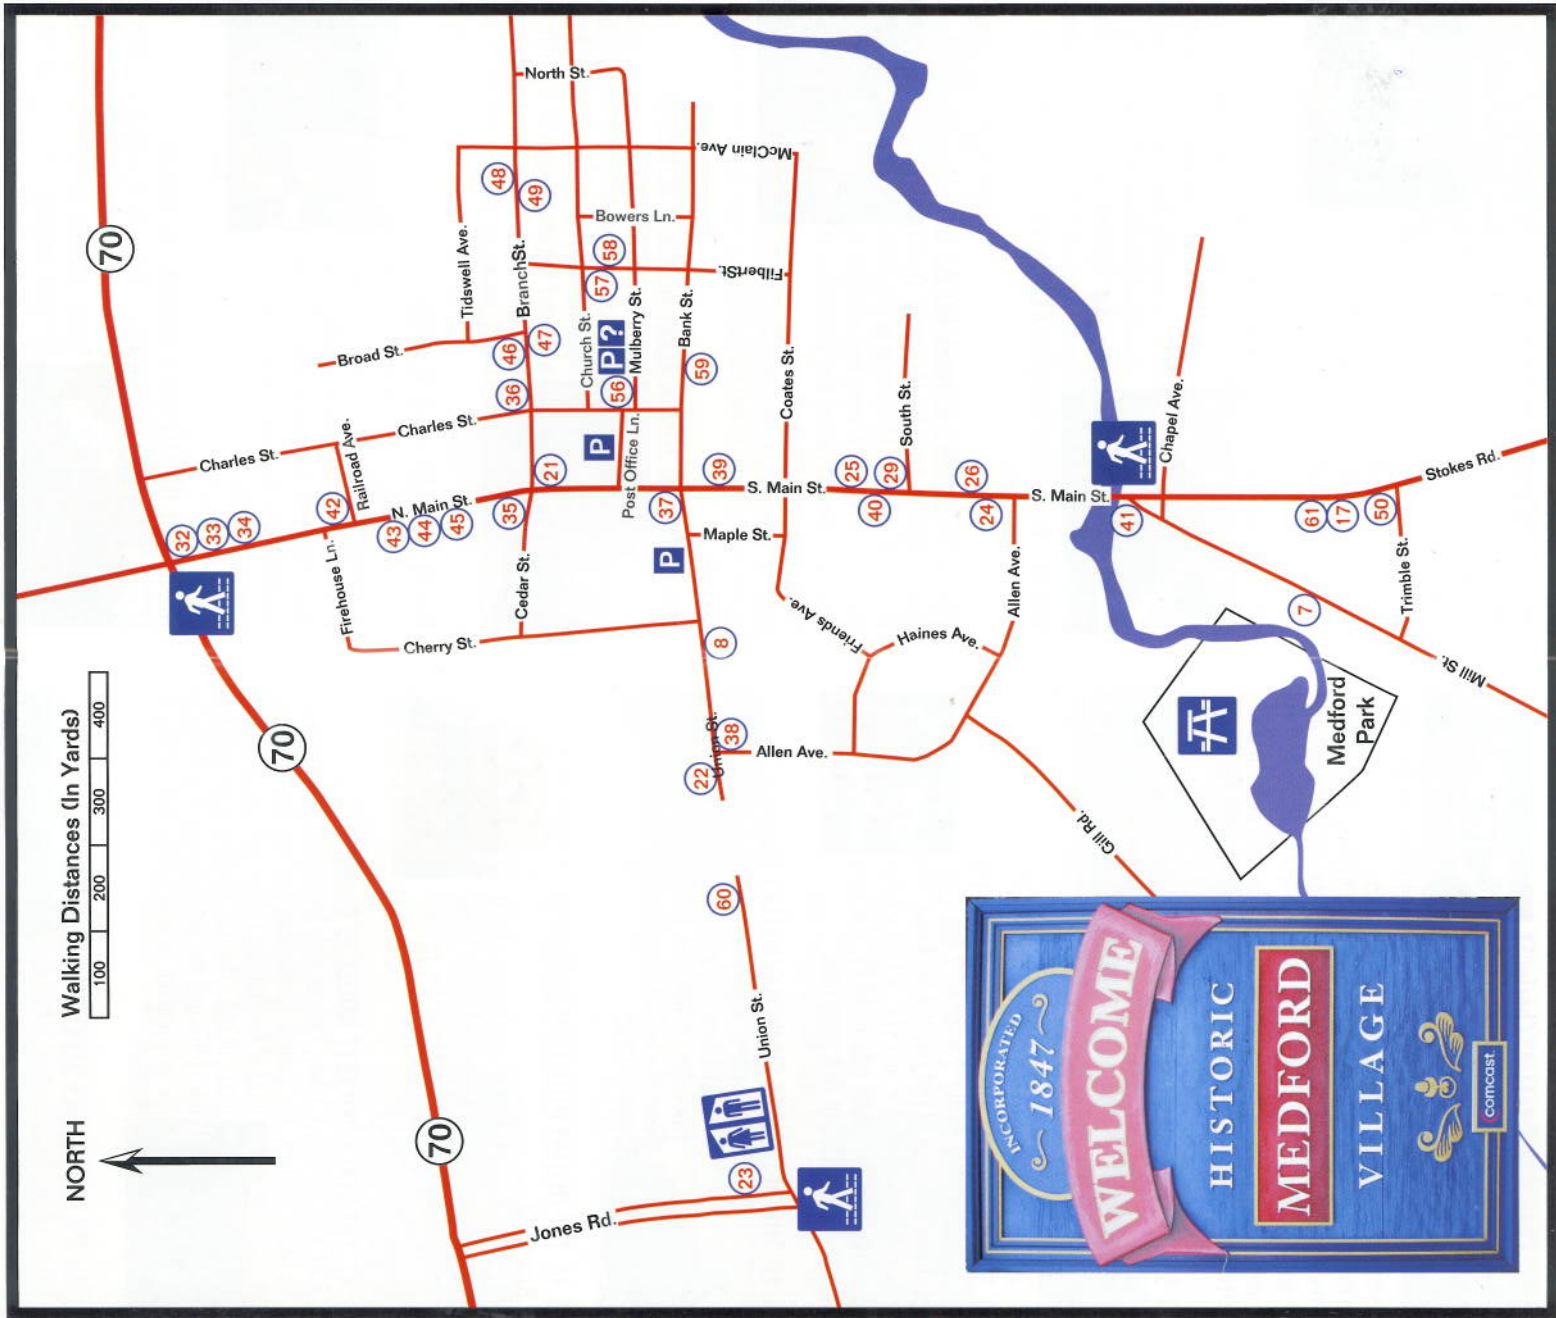 North St.
McClain Ave.
48
49
Bowers Ln.
Tidswell Ave.
Branch St.
58
57
Filbert St.
70
Church St.
P ?
Mulberry St.
Bank St.
Broad St.
46
47
36
56
59
Coates St.
South St.
Chapel Ave.
Charles St.
Charles St.
Railroad Ave.
P
Post Office Ln.
21
39
25
29
26
Stokes Rd.
S. Main St.
S. Main St.
N. Main St.
42
43
44
45
35
37
40
24
41
61
17
50
32
33
34
Maple St.
P
Firehouse Ln.
Cedar St.
Cherry St.
Allen Ave.
Trimble St.
7
Friends Ave.
Haines Ave.
Mill St.
8
38
22
Union St.
Allen Ave.
Medford
Park
Gill Rd.
70
Walking Distances (In Yards)
100
200
300
400
60
Union St.
23
Jones Rd.
70
NORTH
INCORPORATED
1847
WELCOME
HISTORIC
MEDFORD
VILLAGE
comcast.